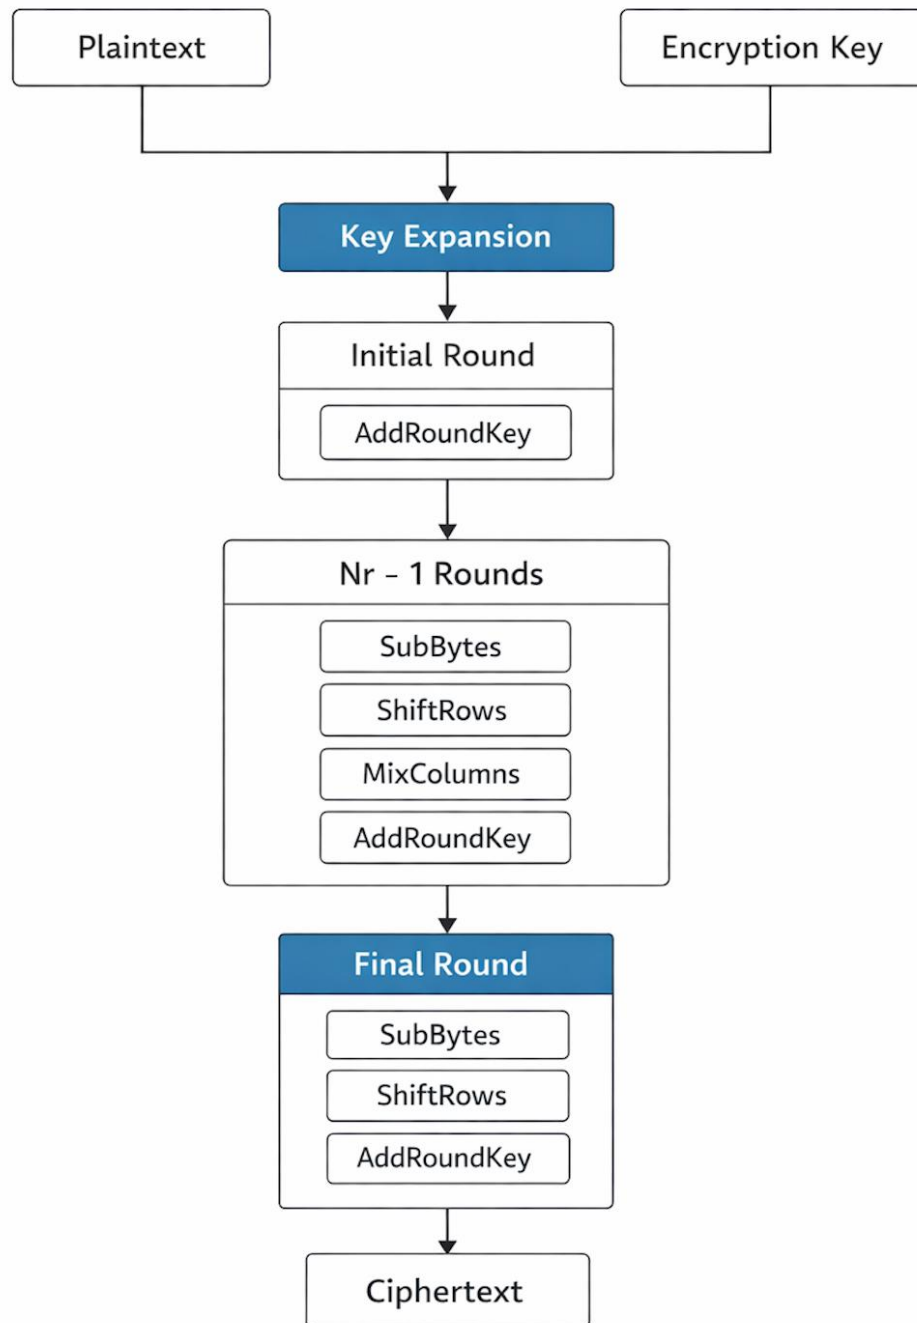 Plaintext
Encryption Key
Key Expansion
Initial Round
AddRoundKey
Nr - 1 Rounds
SubBytes
ShiftRows
MixColumns
AddRoundKey
Final Round
SubBytes
ShiftRows
AddRoundKey
Ciphertext